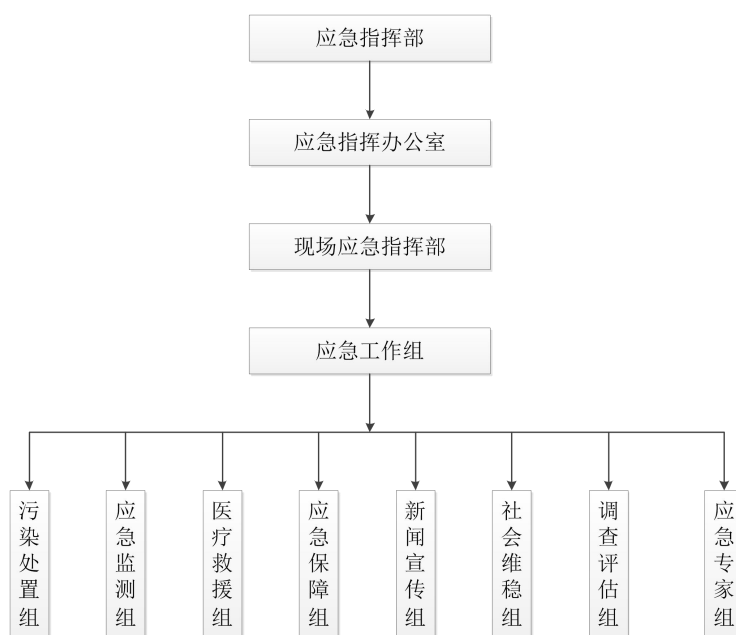 应急指挥部
应急指挥办公室
现场应急指挥部
应急工作组
污染处置组
应急监测组
医疗救援组
应急保障组
新闻宣传组
社会维稳组
调查评估组
应急专家组